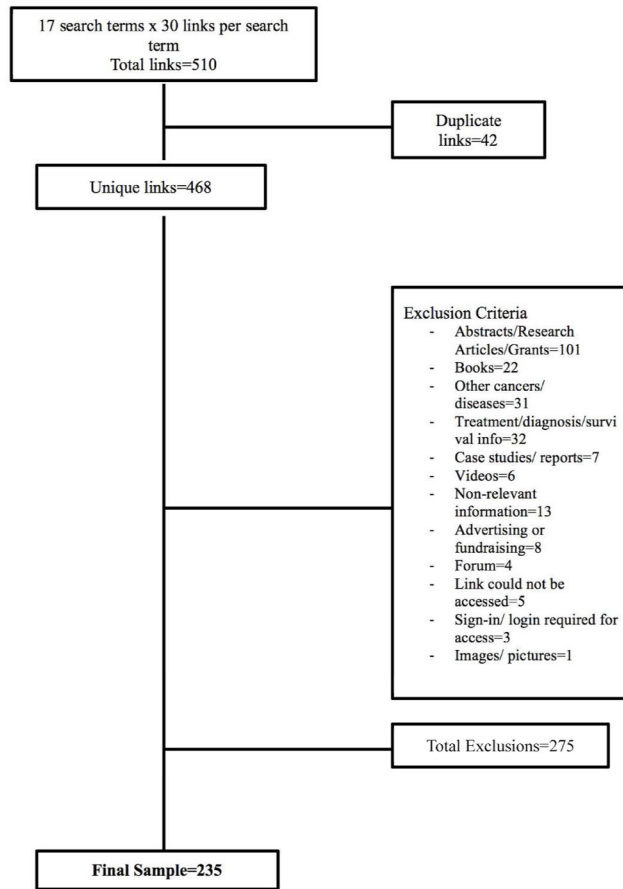 17 search terms x 30 links per search
term
Total links=510
Duplicate
links=42
Unique links=468
Exclusion Criteria
- Abstracts/Research
Articles/Grants=101
- Books=22
- Other cancers/
diseases=31
- Treatment/diagnosis/survi
val info=32
- Case studies/ reports=7
- Videos=6
- Non-relevant
information=13
- Advertising or
fundraising=8
- Forum=4
- Link could not be
accessed=5
- Sign-in/ login required for
access=3
- Images/ pictures=1
Total Exclusions=275
Final Sample=235